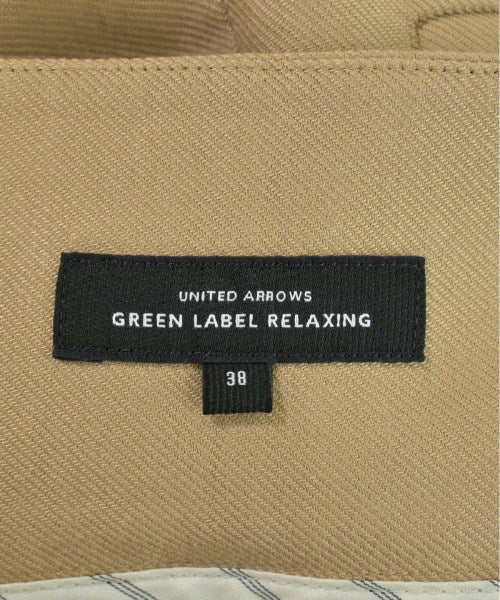 UNITED ARROWS
GREEN LABEL RELAXING
38